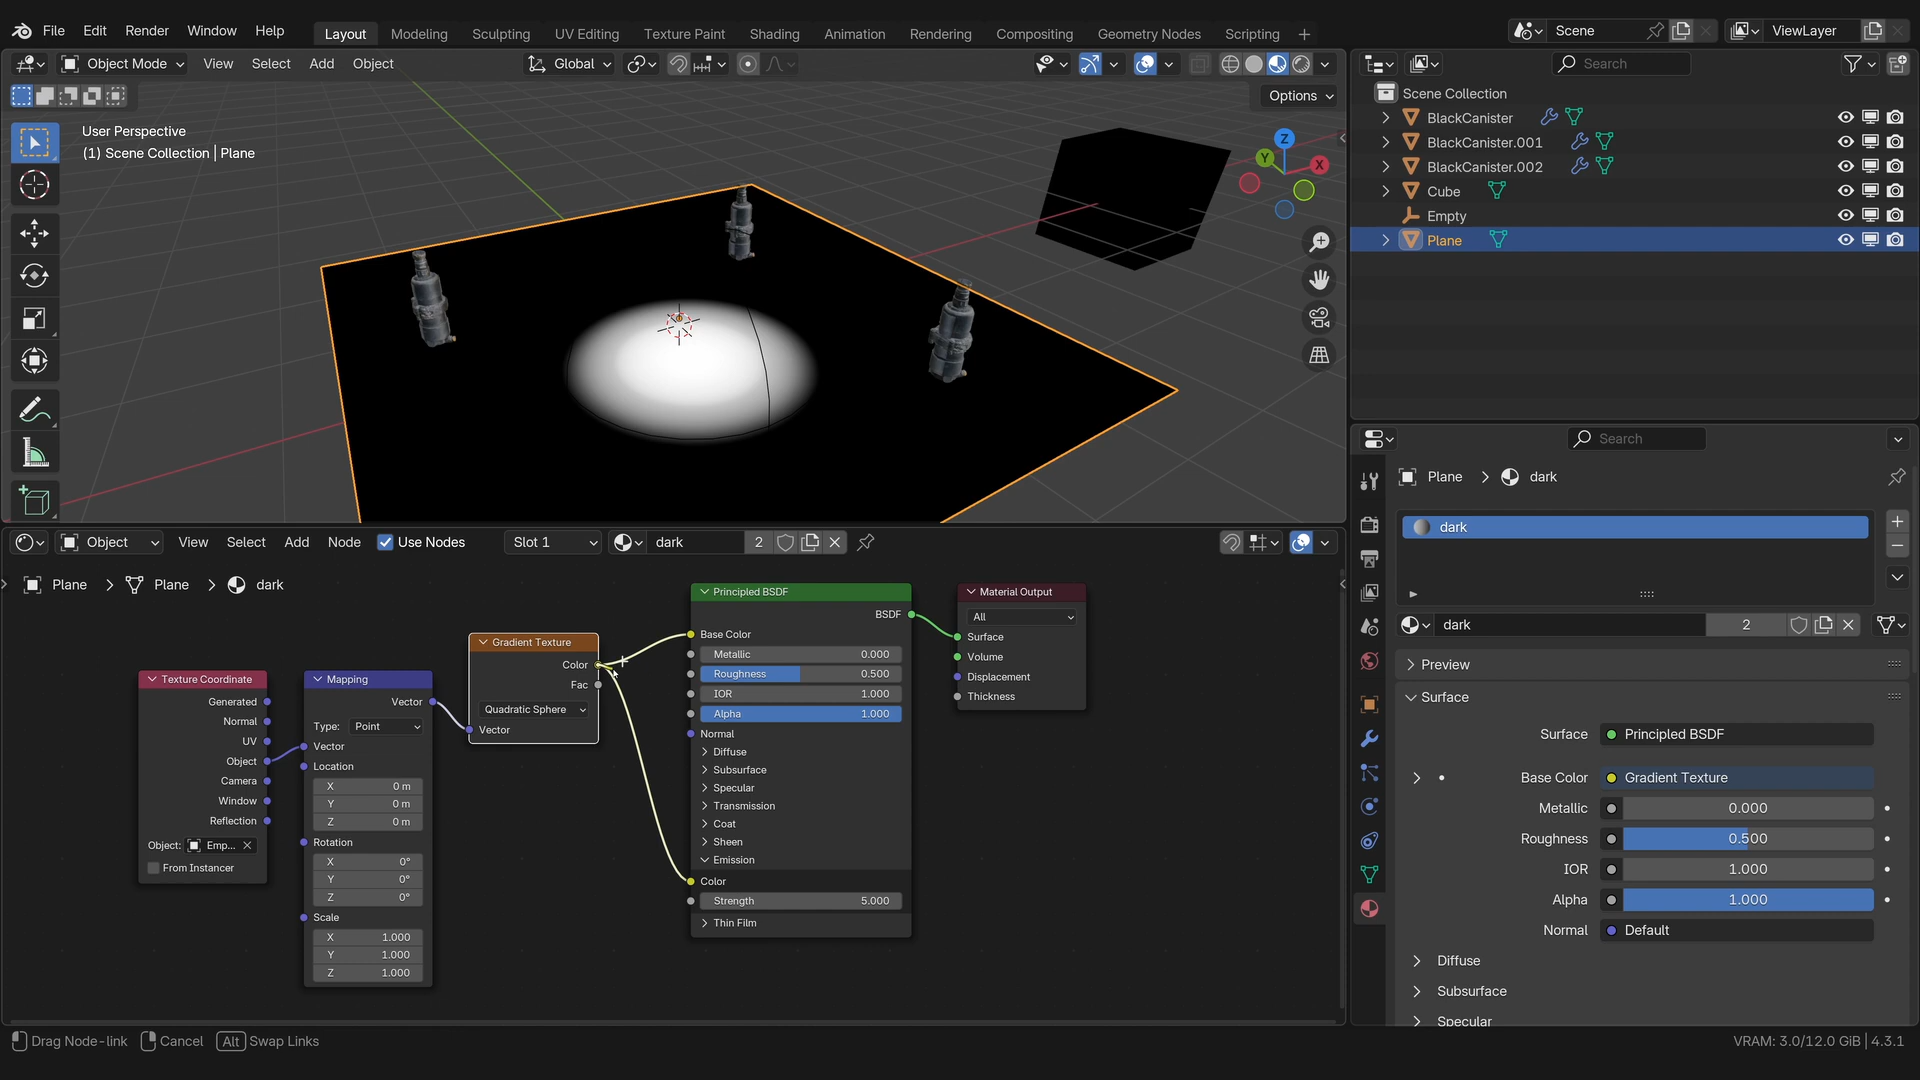 File Edit Render Window Help Layout Modeling Sculpting UV Editing Texture Paint Shading Animation Rendering Compositing Geometry Nodes Scripting + Scene ViewLayer
Object Mode View Select Add Object Global Search
Options
User Perspective
(1) Scene Collection | Plane
Z
Y
X
Scene Collection
BlackCanister
BlackCanister.001
BlackCanister.002
Cube
Empty
Plane
Object View Select Add Node Use Nodes Slot 1 dark 2
Plane > Plane > dark
Texture Coordinate
Generated
Normal
UV
Object
Camera
Window
Reflection
Object: Emp...
From Instancer
Mapping
Vector
Type: Point
Vector
Location
X 0 m
Y 0 m
Z 0 m
Rotation
X 0°
Y 0°
Z 0°
Scale
X 1.000
Y 1.000
Z 1.000
Gradient Texture
Color
Fac
Quadratic Sphere
Vector
Principled BSDF
BSDF
Base Color
Metallic 0.000
Roughness 0.500
IOR 1.000
Alpha 1.000
Normal
Diffuse
Subsurface
Specular
Transmission
Coat
Sheen
Emission
Color
Strength 5.000
Thin Film
Material Output
All
Surface
Volume
Displacement
Thickness
Search
Plane > dark
dark
dark 2
Preview
Surface
Surface Principled BSDF
Base Color Gradient Texture
Metallic 0.000
Roughness 0.500
IOR 1.000
Alpha 1.000
Normal Default
Diffuse
Subsurface
Specular
Drag Node-link Cancel Alt Swap Links
VRAM: 3.0/12.0 GiB | 4.3.1